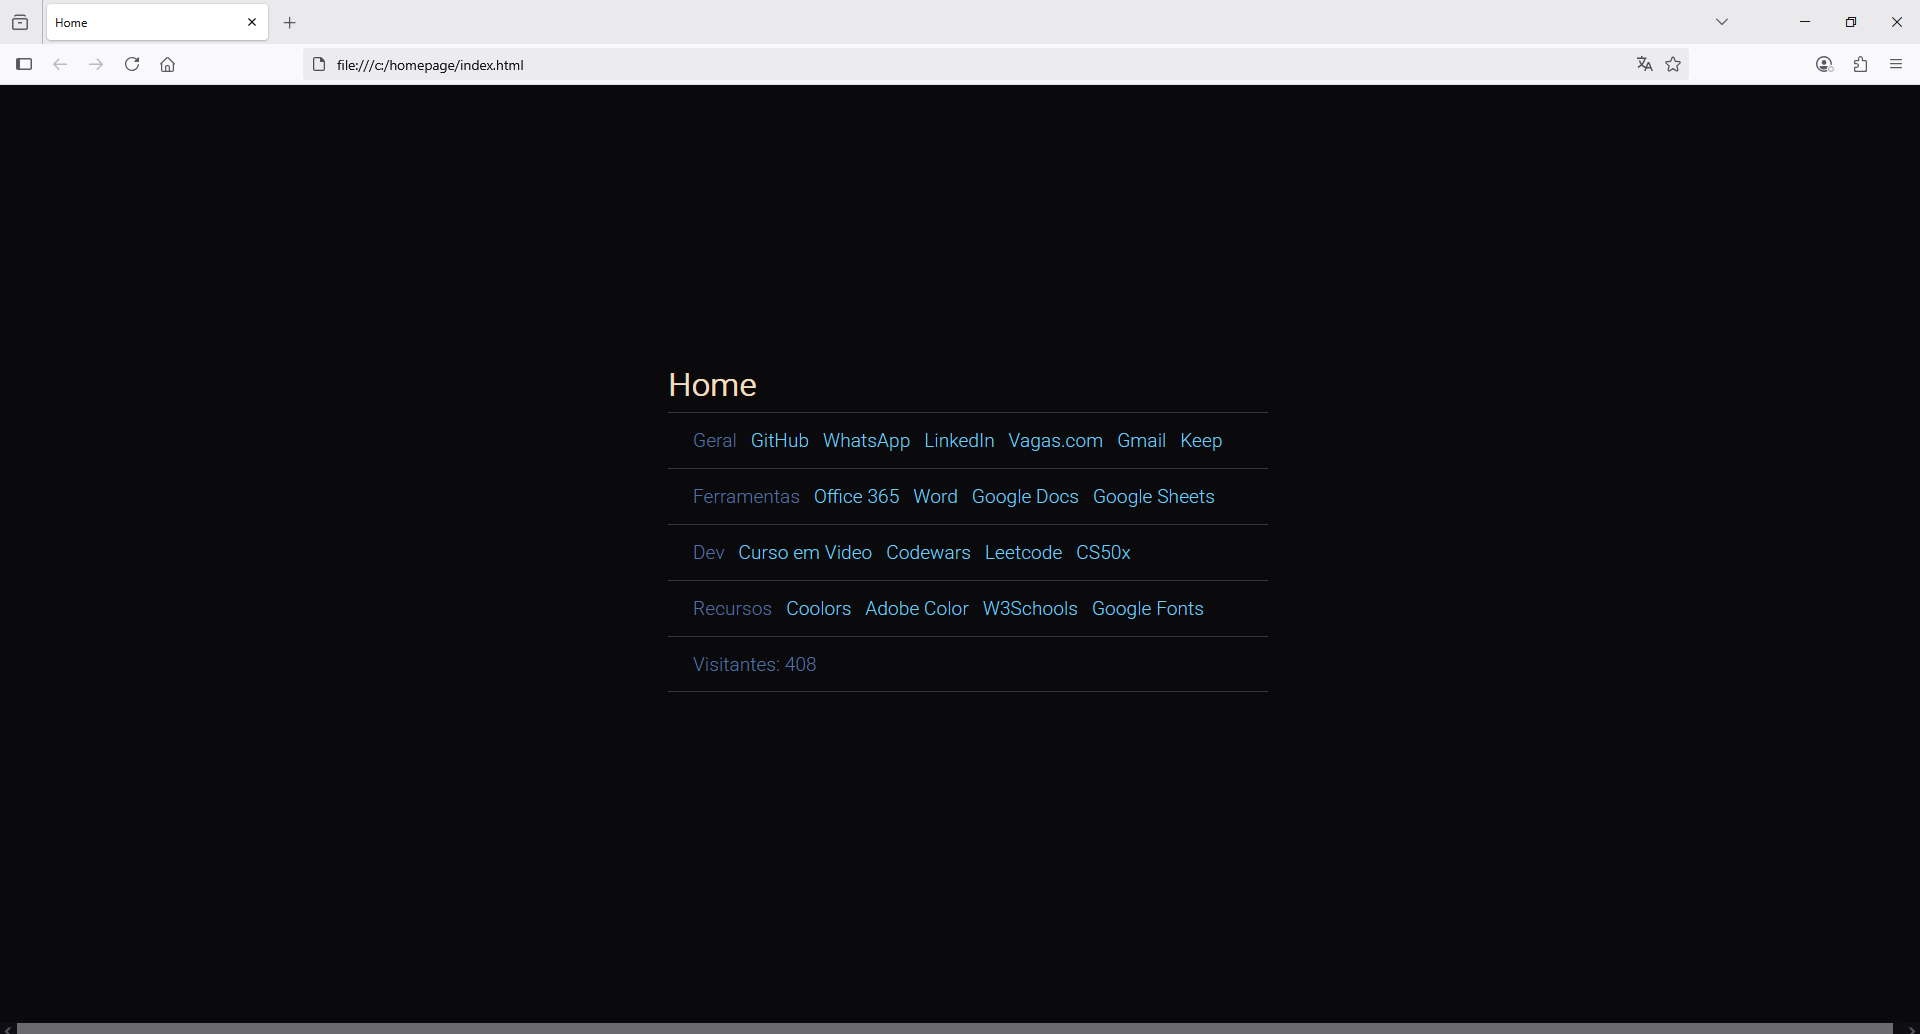 Home
file:///c:/homepage/index.html
Home
Geral GitHub WhatsApp LinkedIn Vagas.com Gmail Keep
Ferramentas Office 365 Word Google Docs Google Sheets
Dev Curso em Video Codewars Leetcode CS50x
Recursos Coolors Adobe Color W3Schools Google Fonts
Visitantes: 408